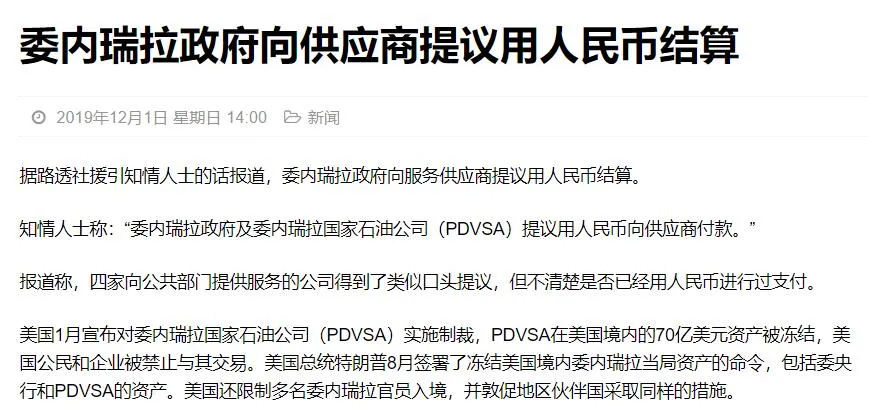 委内瑞拉政府向供应商提议用人民币结算
2019年12月1日 星期日 14:00 新闻
据路透社援引知情人士的话报道，委内瑞拉政府向服务供应商提议用人民币结算。
知情人士称：“委内瑞拉政府及委内瑞拉国家石油公司（PDVSA）提议用人民币向供应商付款。”
报道称，四家向公共部门提供服务的公司得到了类似口头提议，但不清楚是否已经用人民币进行过支付。
美国1月宣布对委内瑞拉国家石油公司（PDVSA）实施制裁，PDVSA在美国境内的70亿美元资产被冻结，美
国公民和企业被禁止与其交易。美国总统特朗普8月签署了冻结美国境内委内瑞拉当局资产的命令，包括委央
行和PDVSA的资产。美国还限制多名委内瑞拉官员入境，并敦促地区伙伴国采取同样的措施。